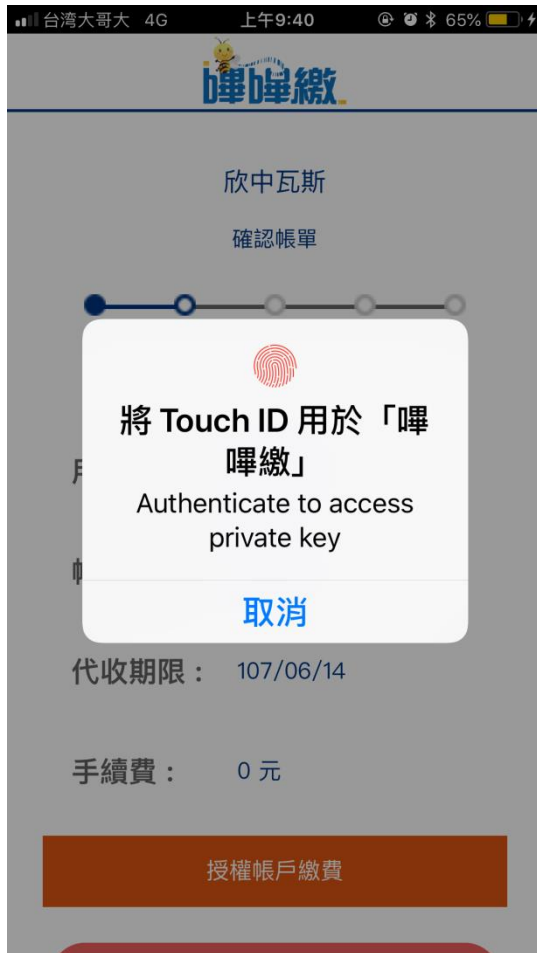 台湾大哥大 4G 上午9:40 65%
嗶嗶繳
欣中瓦斯
確認帳單
將 Touch ID 用於「嗶
嗶繳」
Authenticate to access
private key
取消
代收期限： 107/06/14
手續費： 0 元
授權帳戶繳費